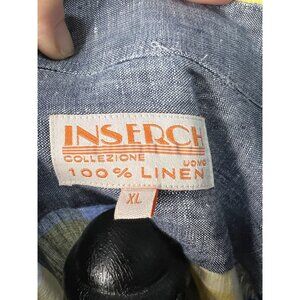 INSERCH
COLLEZIONE UOMO
100% LINEN
XL